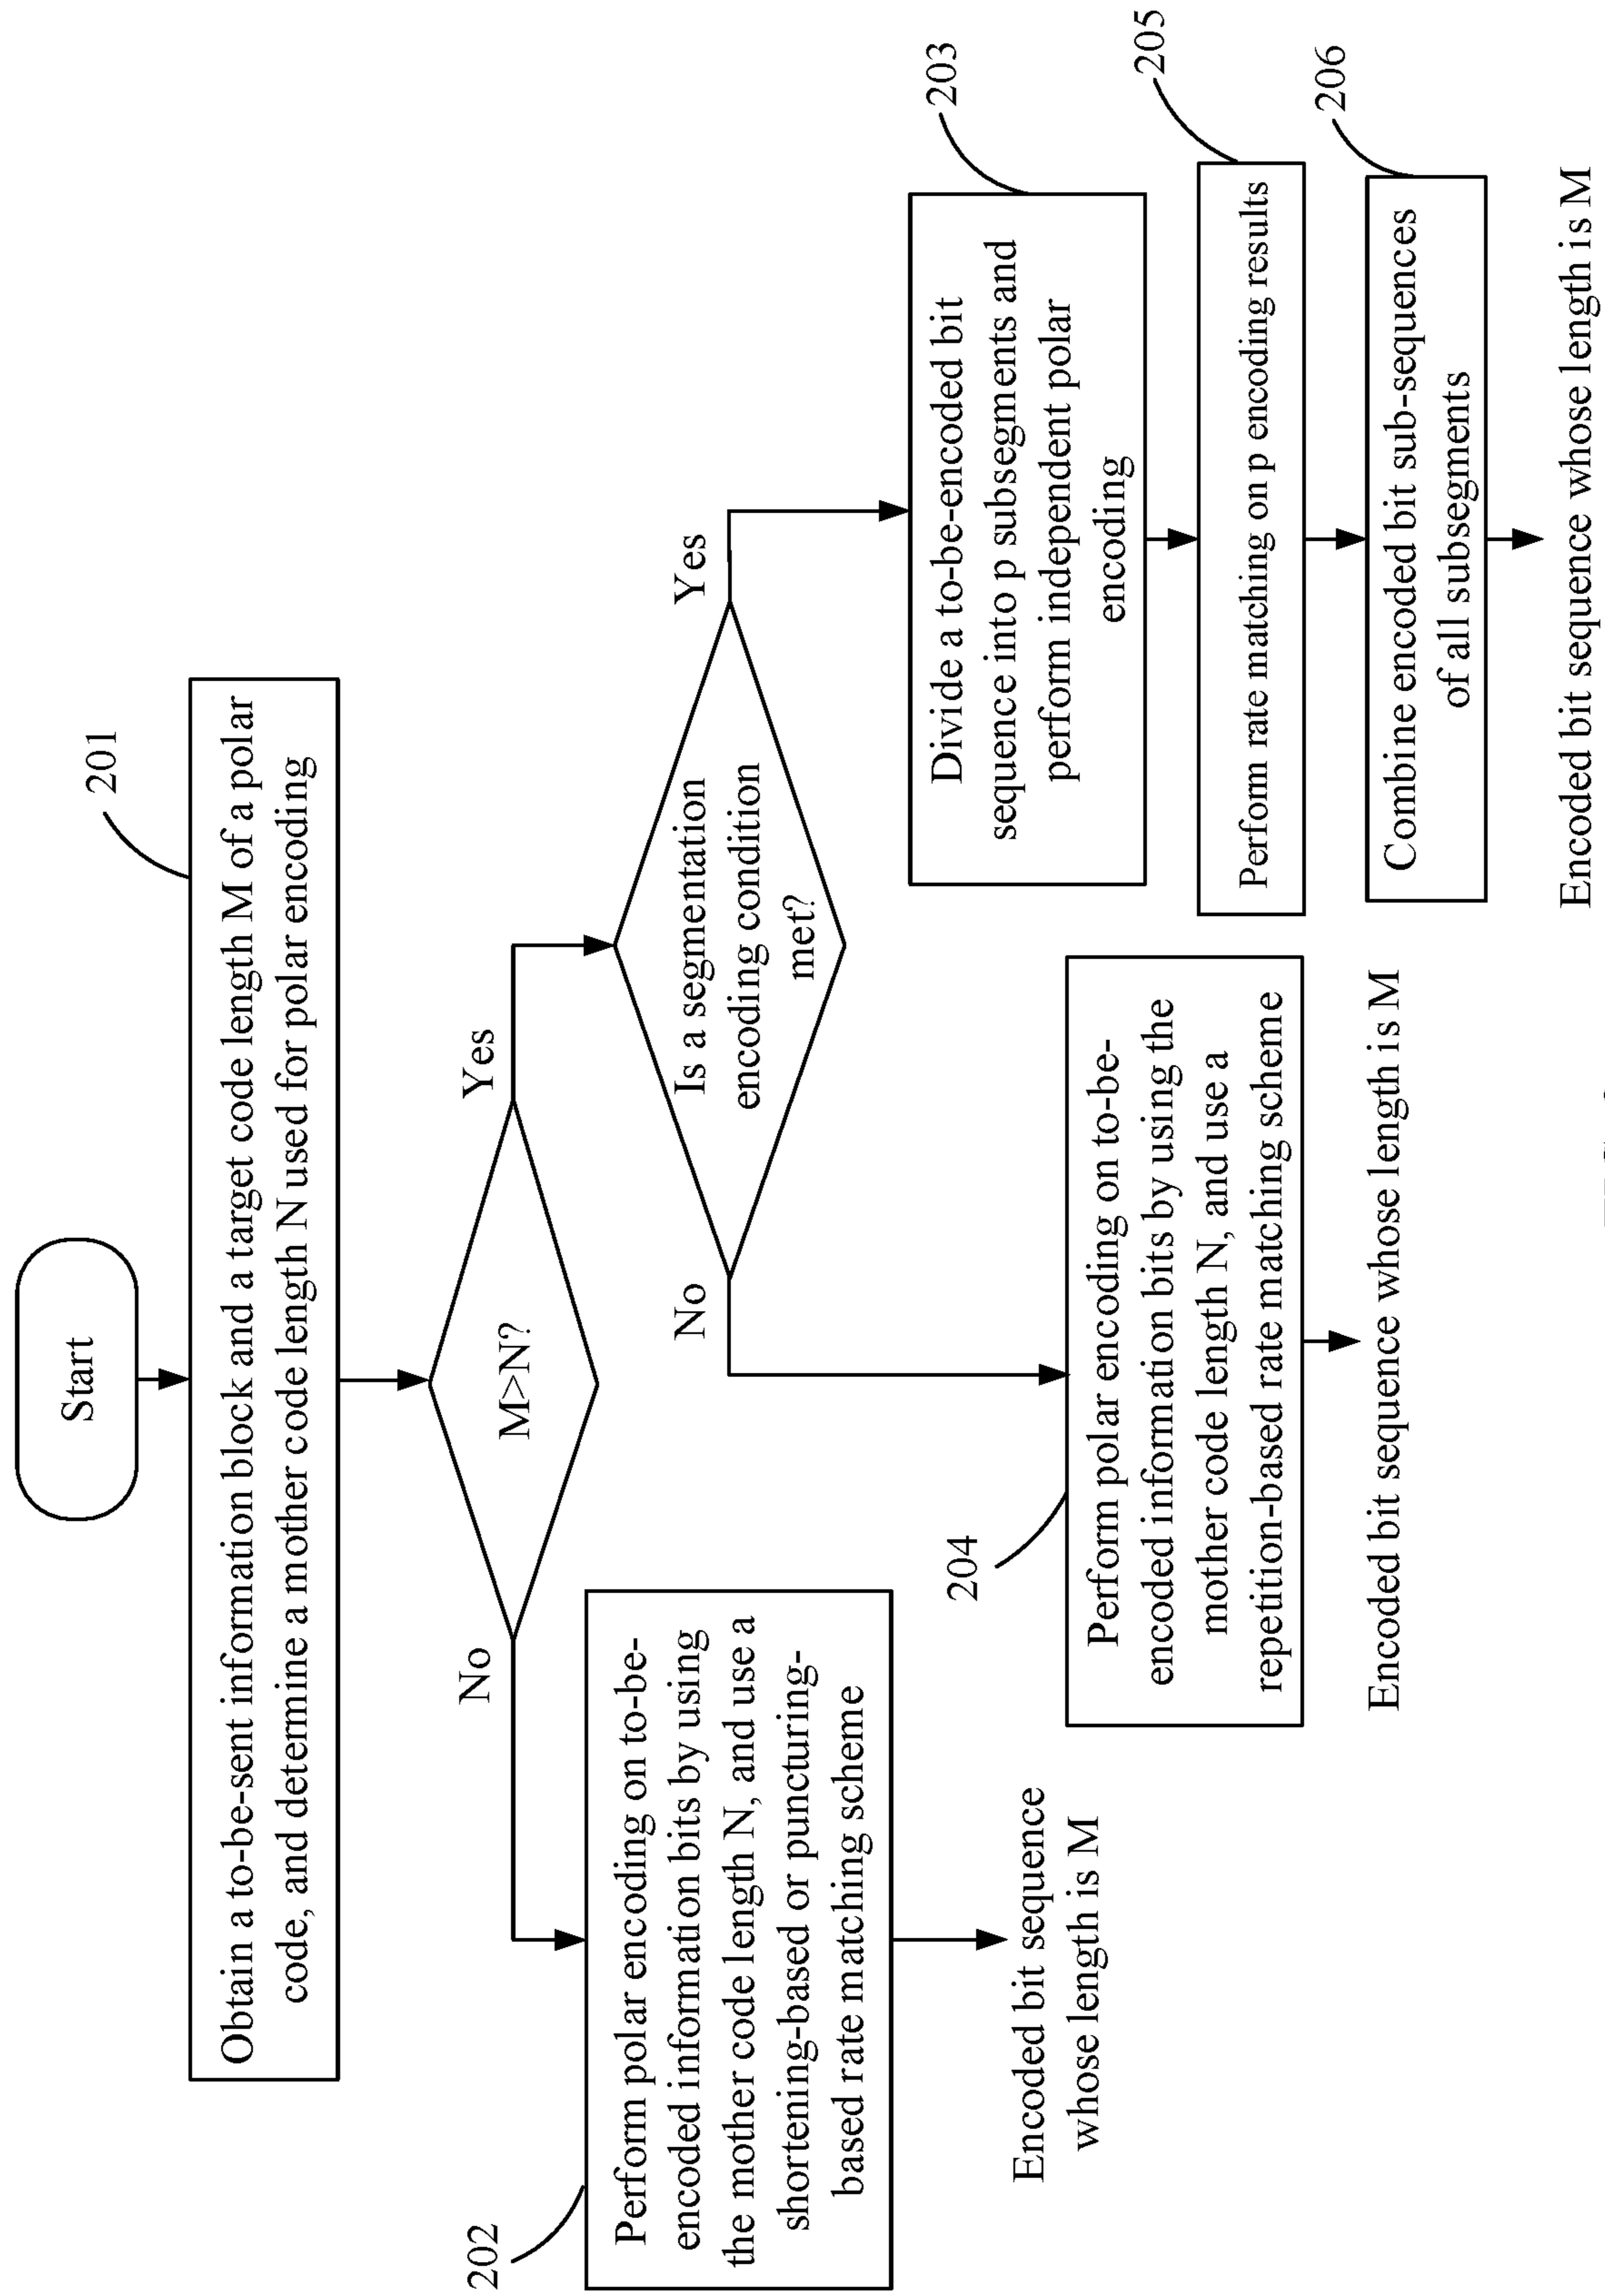 Start
201
Obtain a to-be-sent information block and a target code length M of a polar
code, and determine a mother code length N used for polar encoding
M>N?
No
Yes
202
Perform polar encoding on to-be-
encoded information bits by using
the mother code length N, and use a
shortening-based or puncturing-
based rate matching scheme
Encoded bit sequence
whose length is M
Is a segmentation
encoding condition
met?
No
Yes
204
Perform polar encoding on to-be-
encoded information bits by using the
mother code length N, and use a
repetition-based rate matching scheme
Encoded bit sequence whose length is M
203
Divide a to-be-encoded bit
sequence into p subsegments and
perform independent polar
encoding
205
Perform rate matching on p encoding results
206
Combine encoded bit sub-sequences
of all subsegments
Encoded bit sequence whose length is M